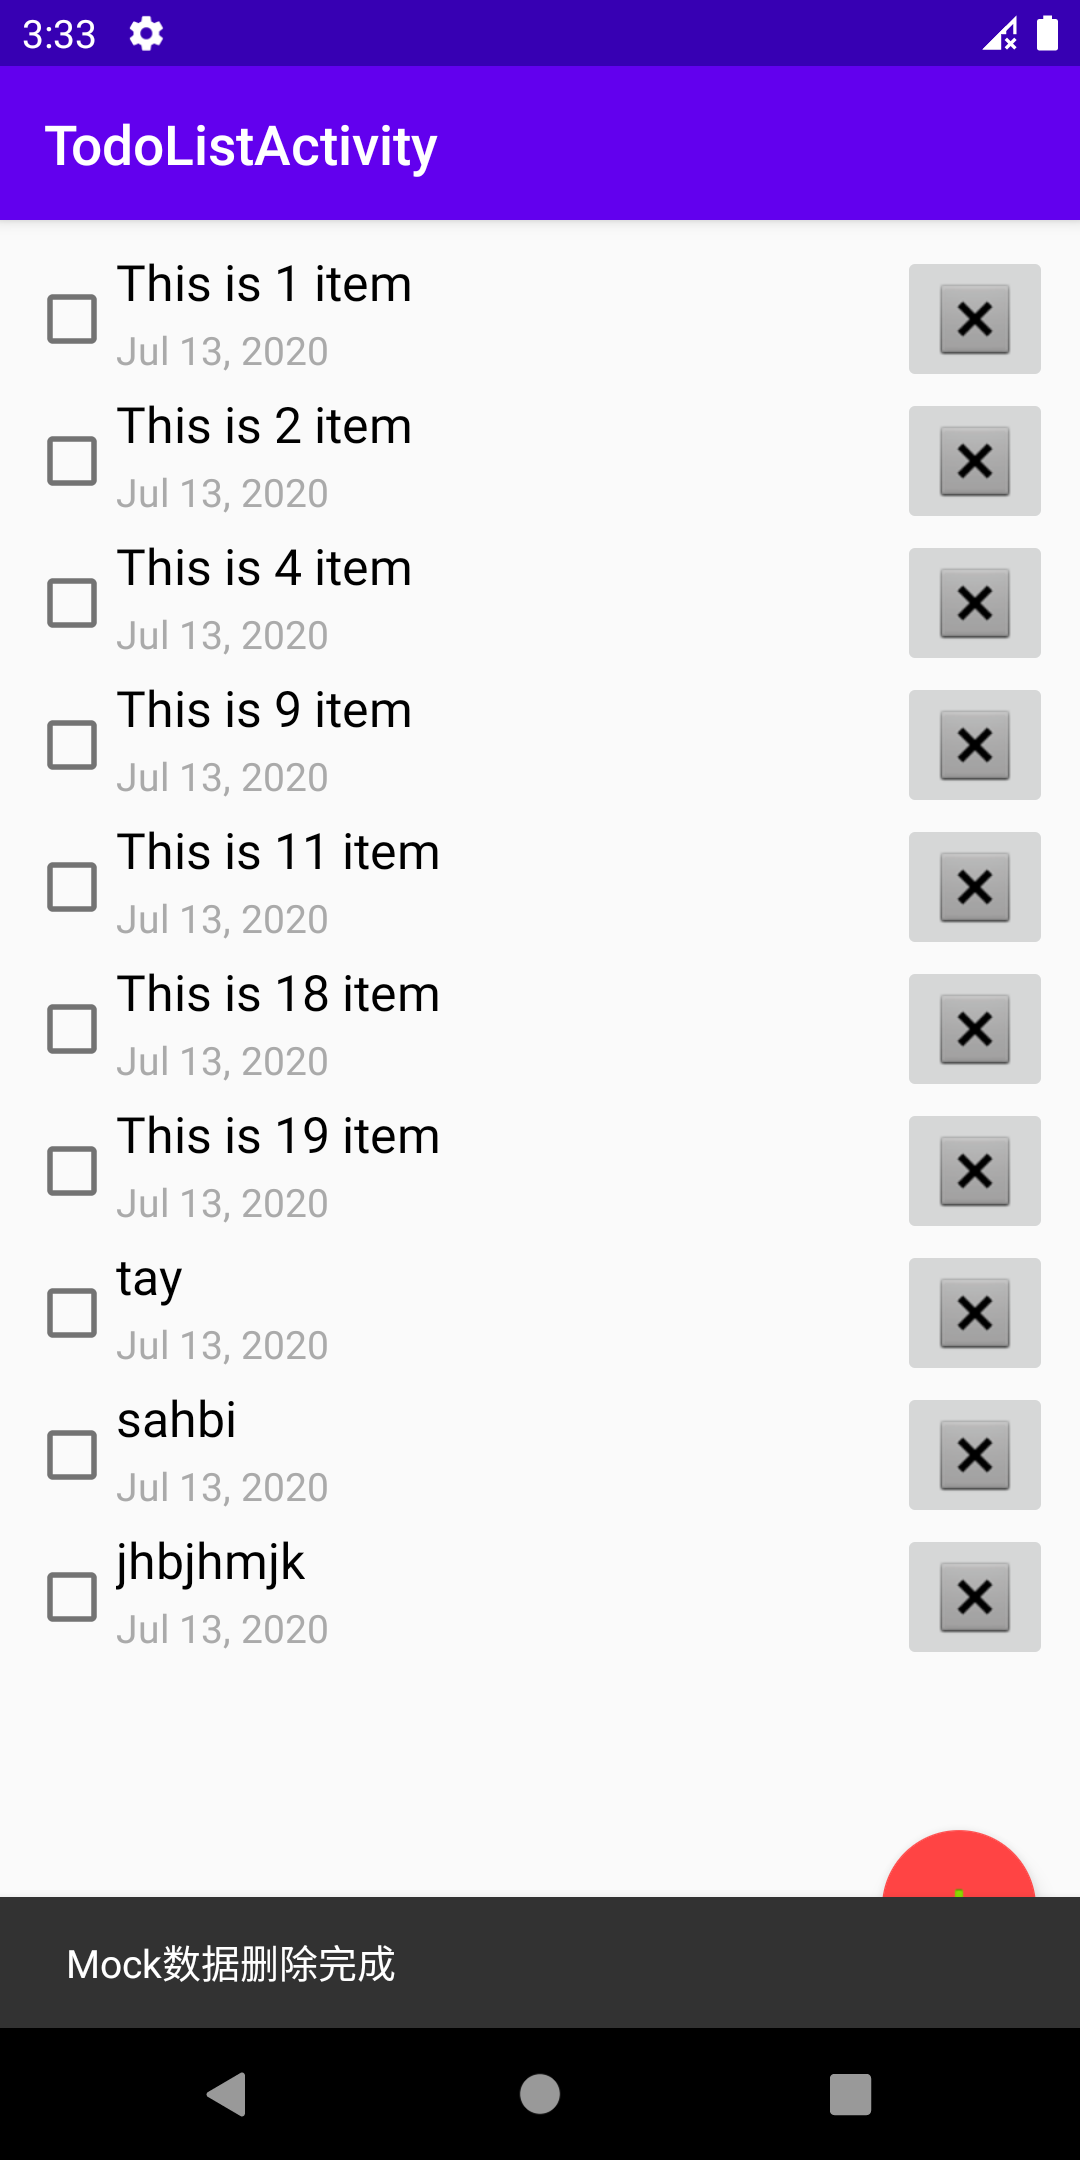 3:33
TodoListActivity
This is 1 item
Jul 13, 2020
This is 2 item
Jul 13, 2020
This is 4 item
Jul 13, 2020
This is 9 item
Jul 13, 2020
This is 11 item
Jul 13, 2020
This is 18 item
Jul 13, 2020
This is 19 item
Jul 13, 2020
tay
Jul 13, 2020
sahbi
Jul 13, 2020
jhbjhmjk
Jul 13, 2020
Mock数据删除完成